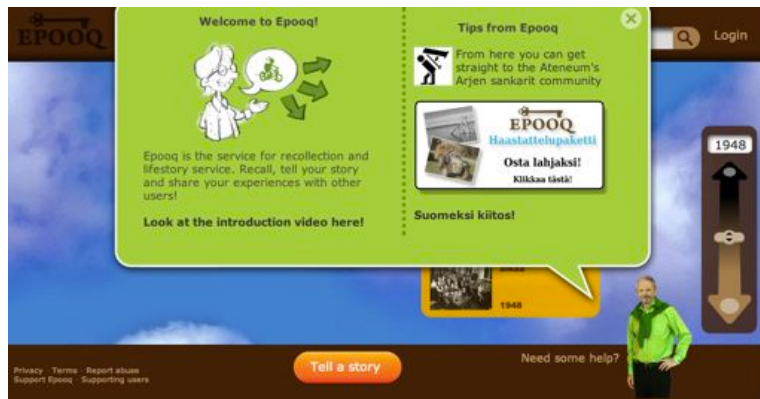 EPOOQ
Login
Welcome to Epooq!
Epooq is the service for recollection and
lifestory service. Recall, tell your story
and share your experiences with other
users!
Look at the introduction video here!
Tips from Epooq
From here you can get
straight to the Ateneum's
Arjen sankarit community
EPOOQ
Haastattelupaketti
Osta lahjaksi!
Klikkaa tästä!
Suomeksi kiitos!
1948
1948
Tell a story
Need some help?
Privacy · Terms · Report abuse
Support Epooq · Supporting users